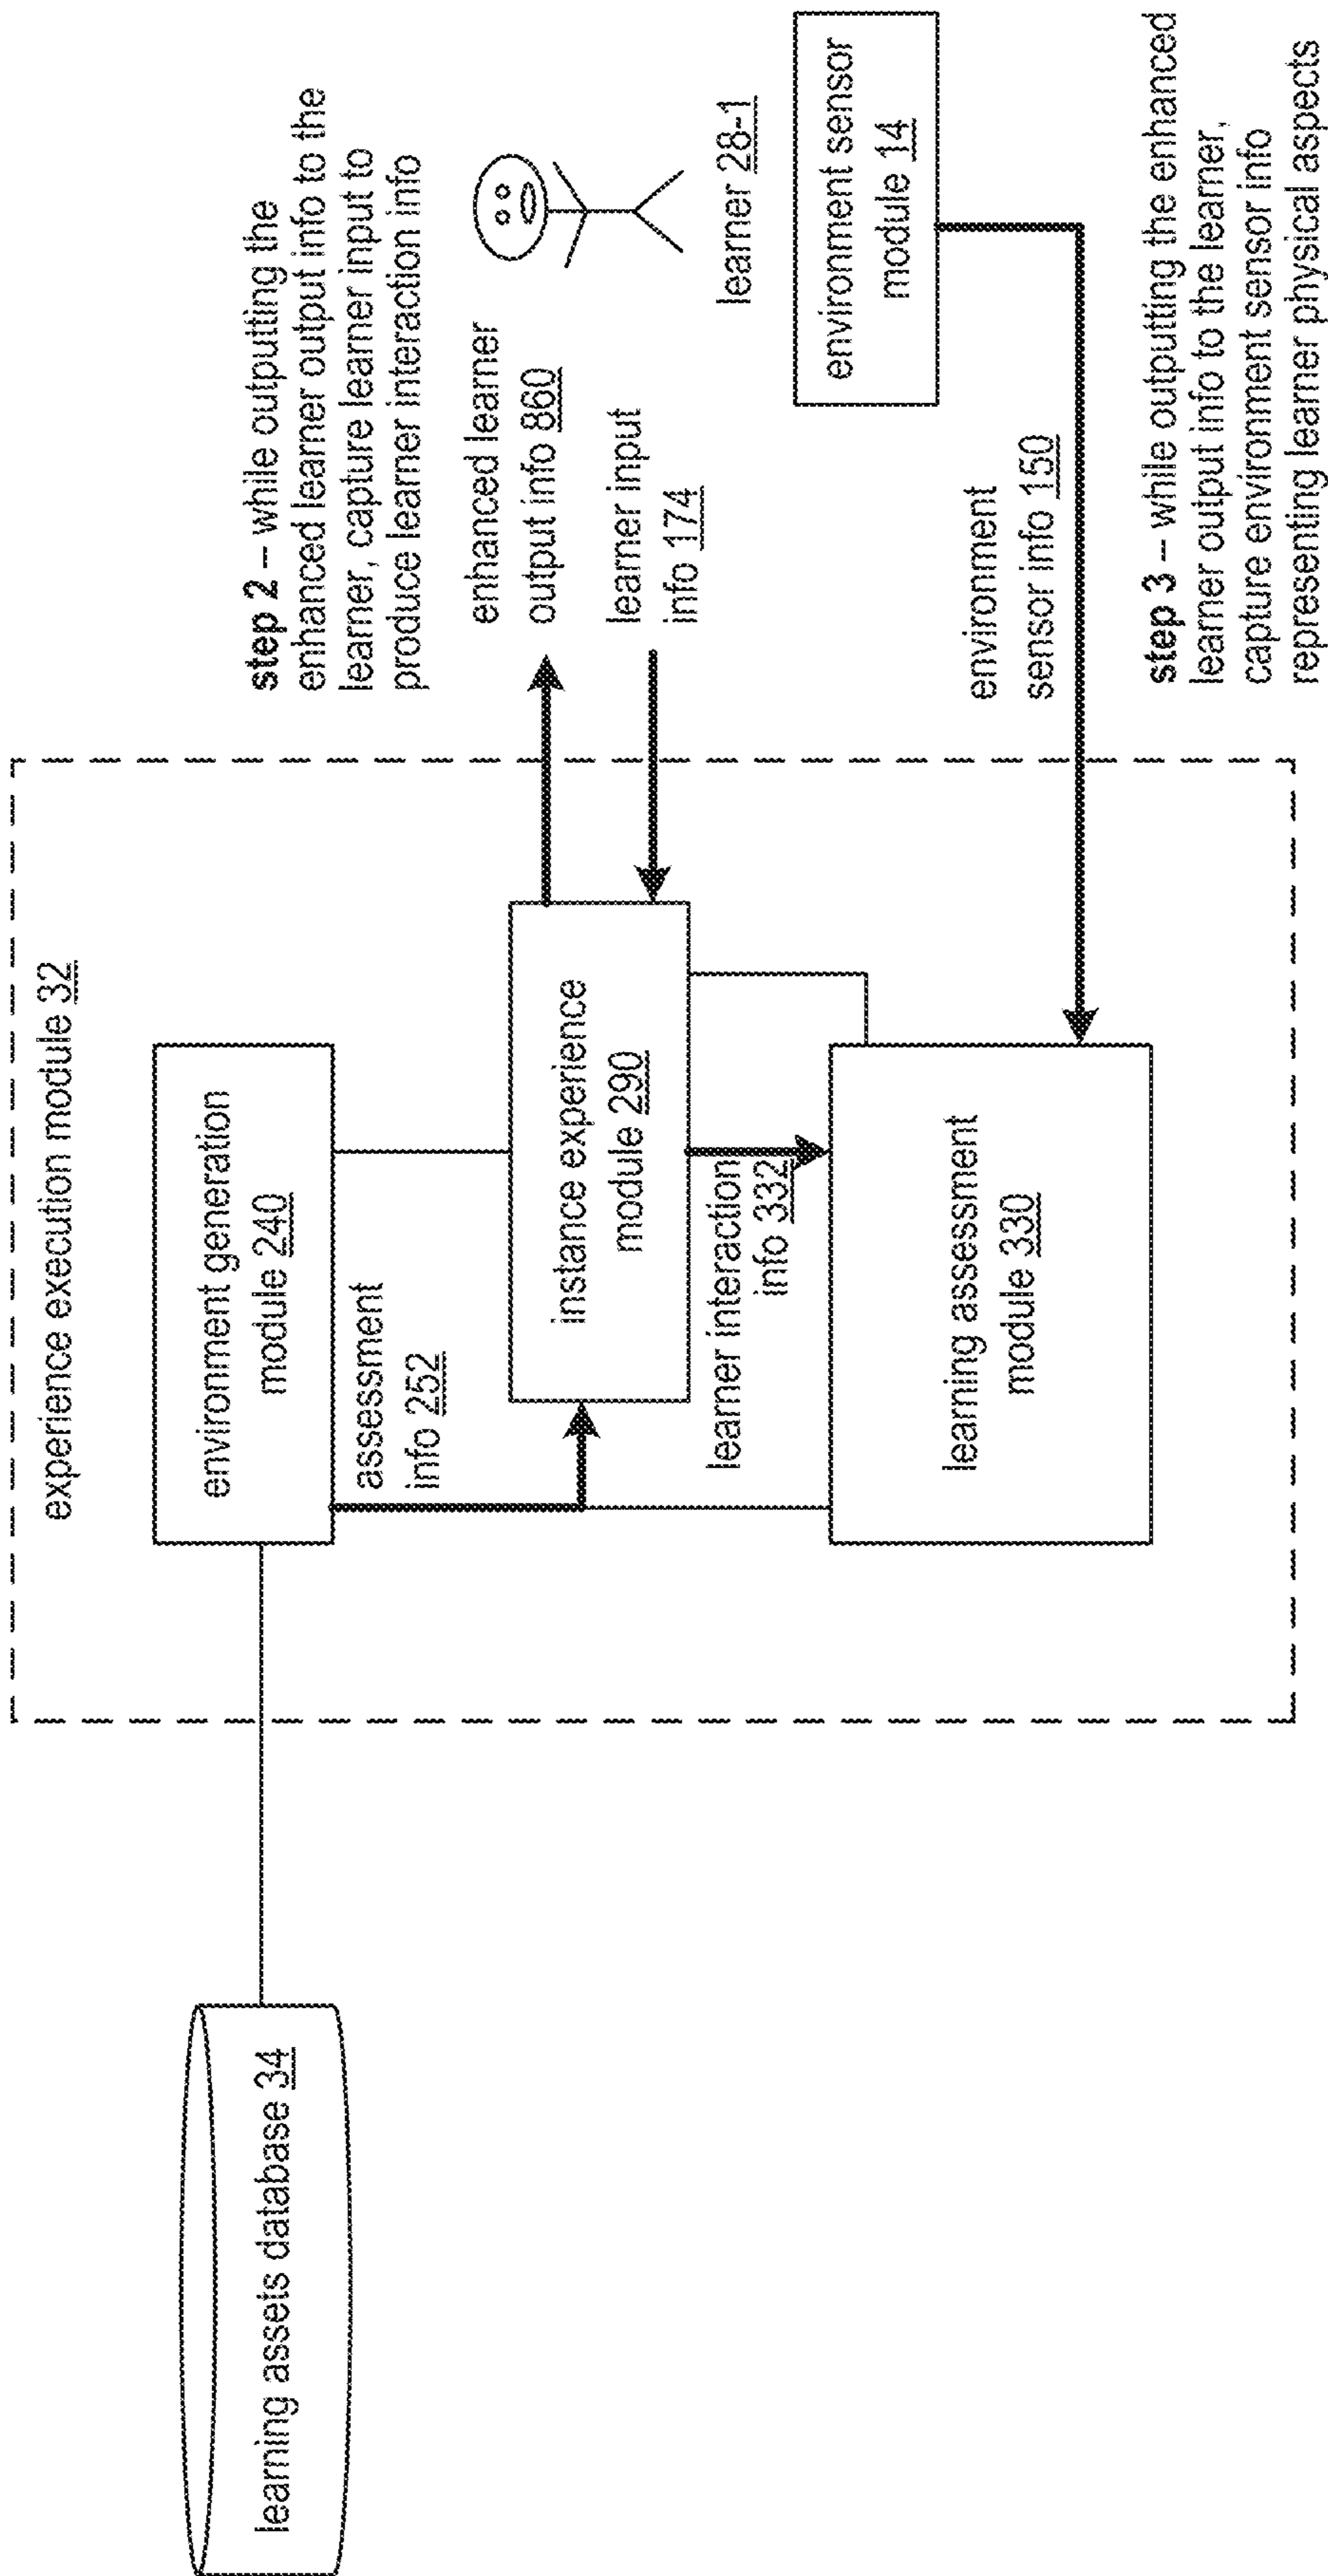 experience execution module 32
learning assets database 34
environment generation
module 240
assessment
info 252
instance experience
module 290
learner interaction
info 332
learning assessment
module 330
step 2 – while outputting the
enhanced learner output info to the
learner, capture learner input to
produce learner interaction info
enhanced learner
output info 860
learner input
info 174
learner 28-1
environment sensor
module 14
environment
sensor info 150
step 3 – while outputting the enhanced
learner output info to the learner,
capture environment sensor info
representing learner physical aspects